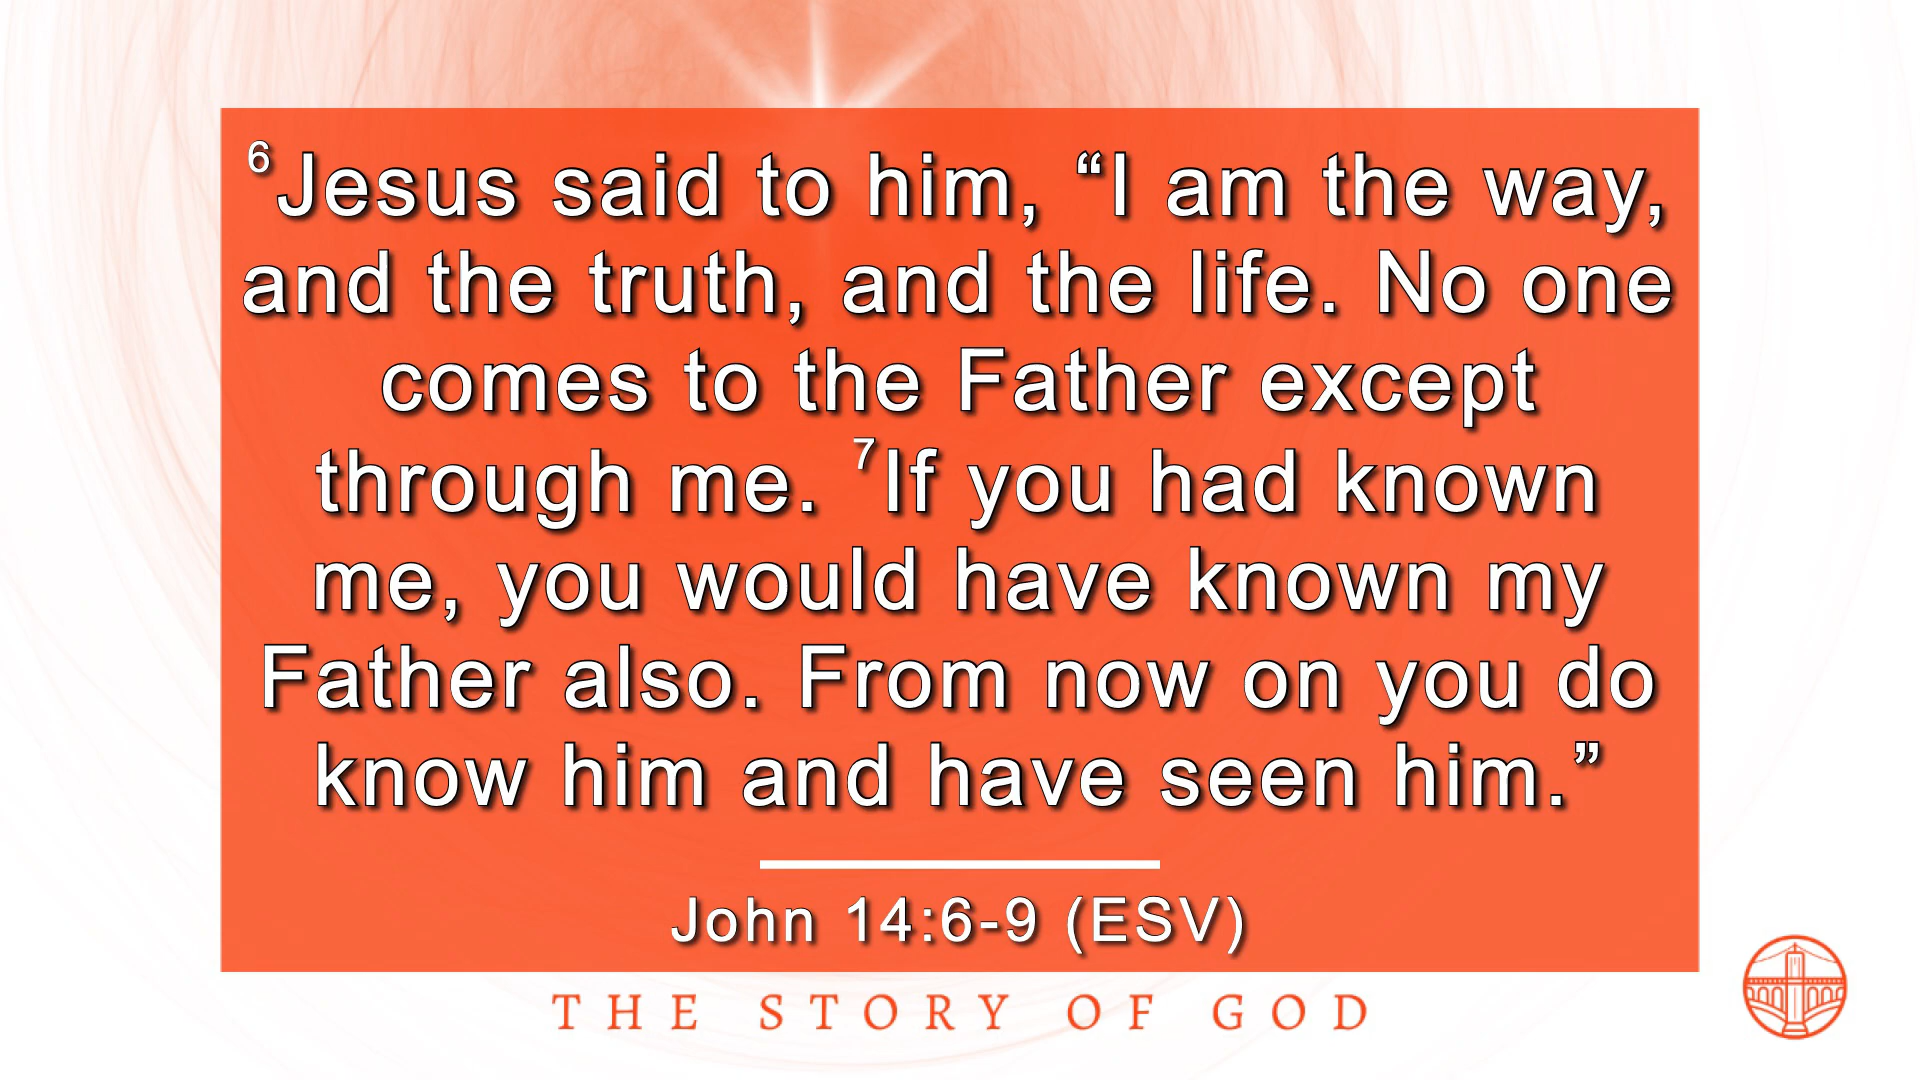 ⁶Jesus said to him, “I am the way,
and the truth, and the life. No one
comes to the Father except
through me. ⁷If you had known
me, you would have known my
Father also. From now on you do
know him and have seen him.”
John 14:6-9 (ESV)
THE STORY OF GOD